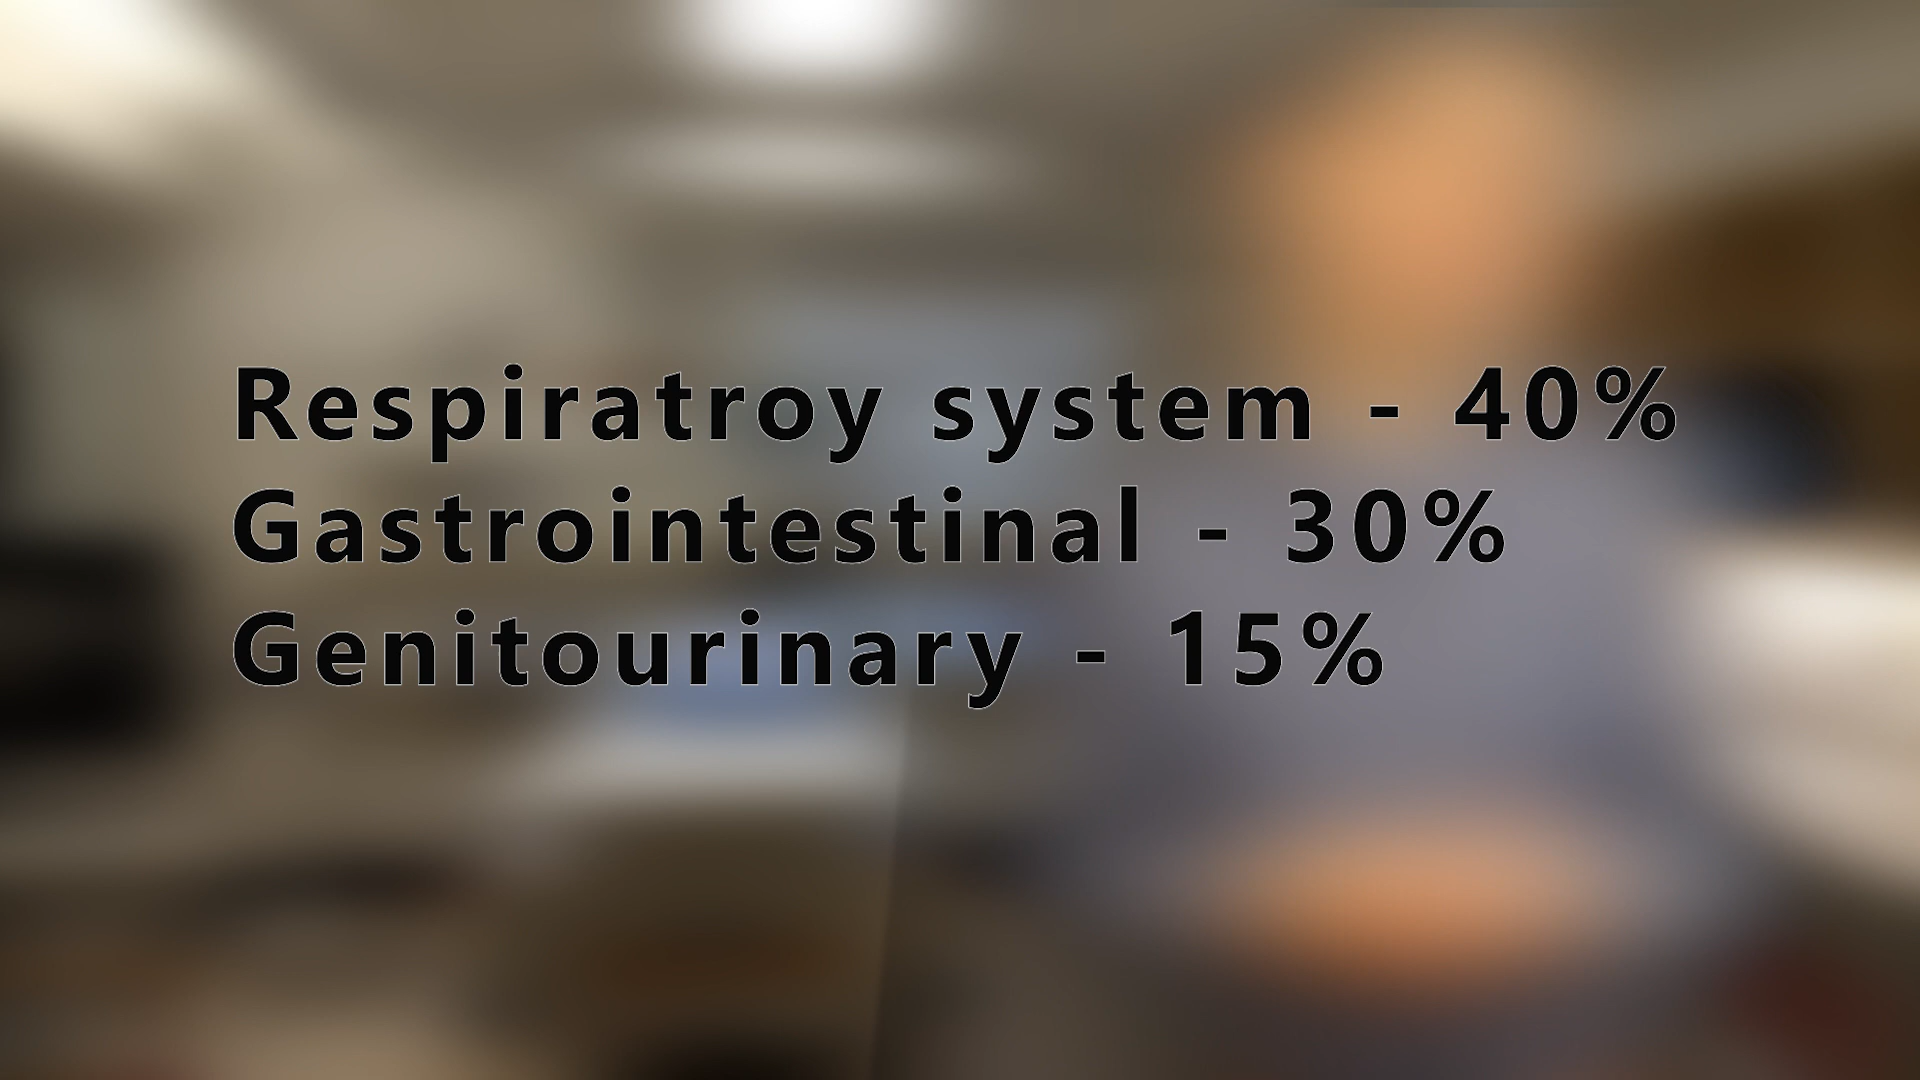 Respiratroy system - 40%
Gastrointestinal - 30%
Genitourinary - 15%